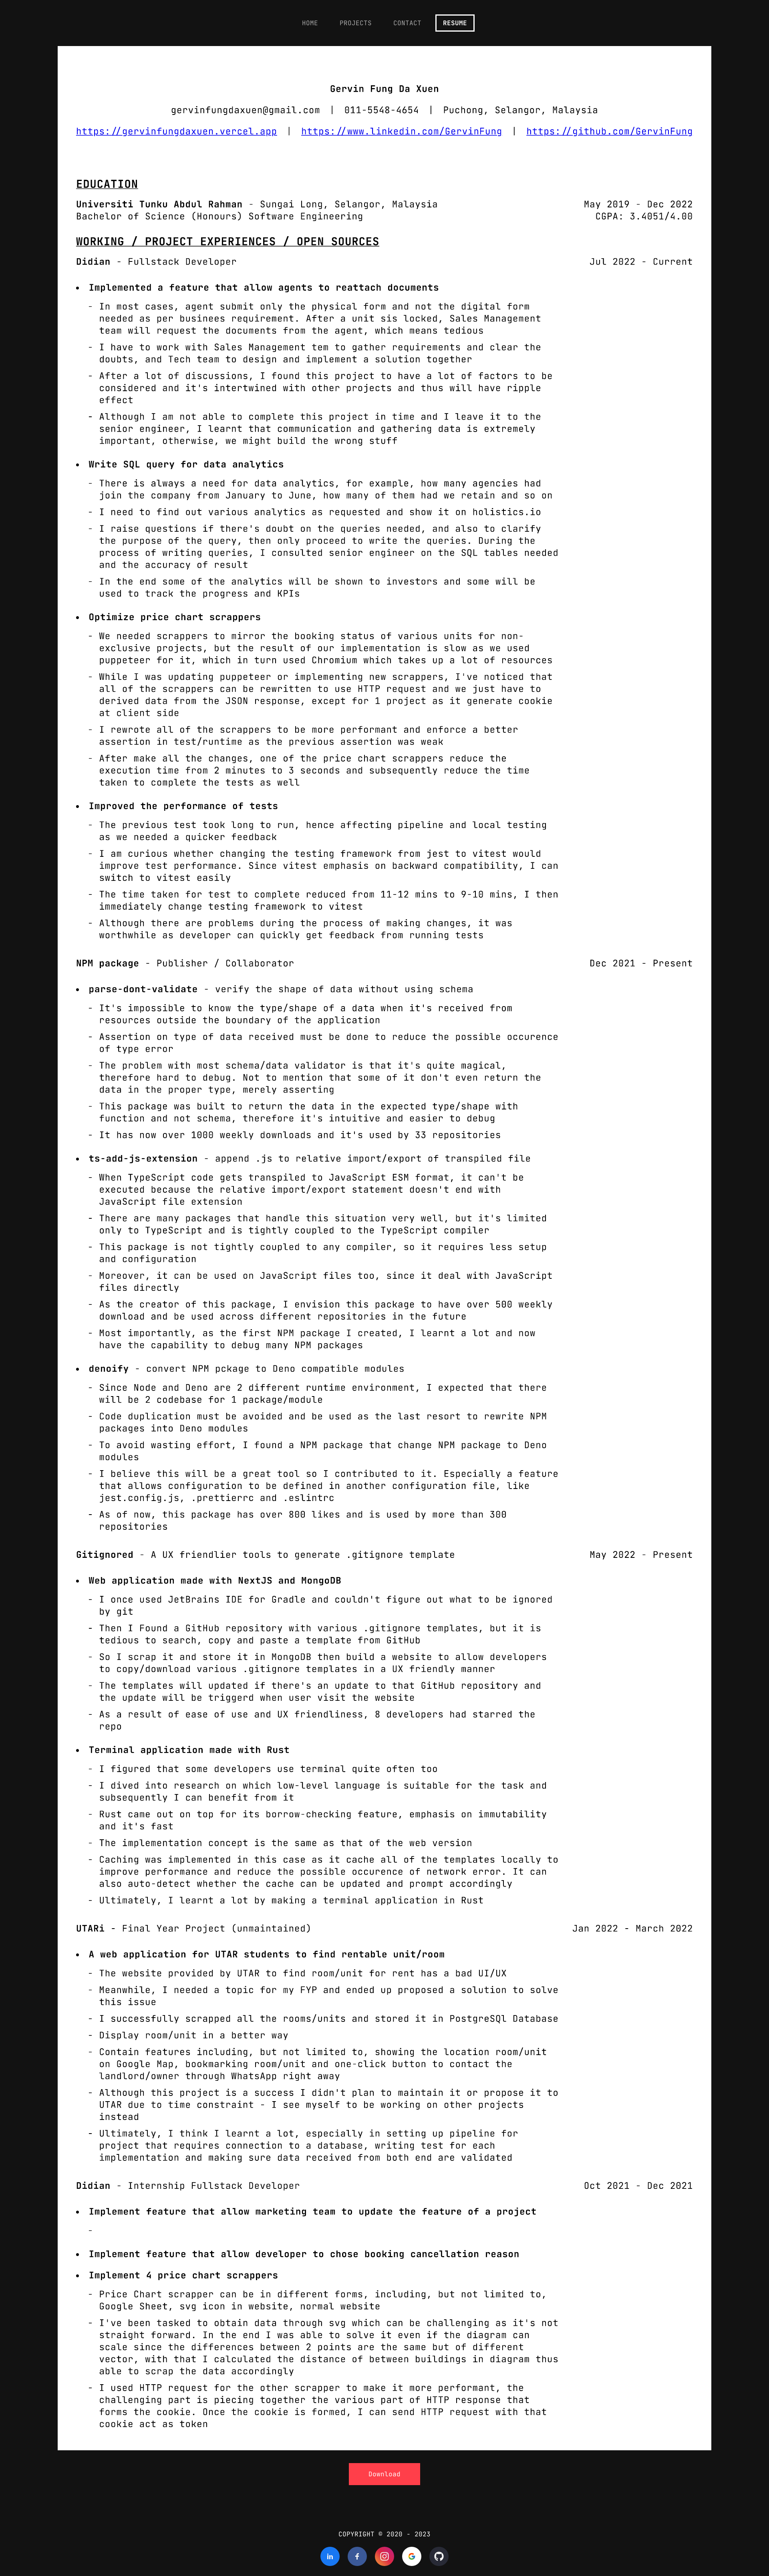 HOME PROJECTS CONTACT RESUME
Gervin Fung Da Xuen
gervinfungdaxuen@gmail.com | 011-5548-4654 | Puchong, Selangor, Malaysia
https://gervinfungdaxuen.vercel.app | https://www.linkedin.com/GervinFung | https://github.com/GervinFung
EDUCATION
Universiti Tunku Abdul Rahman - Sungai Long, Selangor, Malaysia May 2019 - Dec 2022
Bachelor of Science (Honours) Software Engineering CGPA: 3.4051/4.00
WORKING / PROJECT EXPERIENCES / OPEN SOURCES
Didian - Fullstack Developer Jul 2022 - Current
• Implemented a feature that allow agents to reattach documents
- In most cases, agent submit only the physical form and not the digital form
needed as per business requirement. After a unit sis locked, Sales Management
team will request the documents from the agent, which means tedious
- I have to work with Sales Management tem to gather requirements and clear the
doubts, and Tech team to design and implement a solution together
- After a lot of discussions, I found this project to have a lot of factors to be
considered and it's intertwined with other projects and thus will have ripple
effect
- Although I am not able to complete this project in time and I leave it to the
senior engineer, I learnt that communication and gathering data is extremely
important, otherwise, we might build the wrong stuff
• Write SQL query for data analytics
- There is always a need for data analytics, for example, how many agencies had
join the company from January to June, how many of them had we retain and so on
- I need to find out various analytics as requested and show it on holistics.io
- I raise questions if there's doubt on the queries needed, and also to clarify
the purpose of the query, then only proceed to write the queries. During the
process of writing queries, I consulted senior engineer on the SQL tables needed
and the accuracy of result
- In the end some of the analytics will be shown to investors and some will be
used to track the progress and KPIs
• Optimize price chart scrappers
- We needed scrappers to mirror the booking status of various units for non-
exclusive projects, but the result of our implementation is slow as we used
puppeteer for it, which in turn used Chromium which takes up a lot of resources
- While I was updating puppeteer or implementing new scrappers, I've noticed that
all of the scrappers can be rewritten to use HTTP request and we just have to
derived data from the JSON response, except for 1 project as it generate cookie
at client side
- I rewrote all of the scrappers to be more performant and enforce a better
assertion in test/runtime as the previous assertion was weak
- After make all the changes, one of the price chart scrappers reduce the
execution time from 2 minutes to 3 seconds and subsequently reduce the time
taken to complete the tests as well
• Improved the performance of tests
- The previous test took long to run, hence affecting pipeline and local testing
as we needed a quicker feedback
- I am curious whether changing the testing framework from jest to vitest would
improve test performance. Since vitest emphasis on backward compatibility, I can
switch to vitest easily
- The time taken for test to complete reduced from 11-12 mins to 9-10 mins, I then
immediately change testing framework to vitest
- Although there are problems during the process of making changes, it was
worthwhile as developer can quickly get feedback from running tests
NPM package - Publisher / Collaborator Dec 2021 - Present
• parse-dont-validate - verify the shape of data without using schema
- It's impossible to know the type/shape of a data when it's received from
resources outside the boundary of the application
- Assertion on type of data received must be done to reduce the possible occurence
of type error
- The problem with most schema/data validator is that it's quite magical,
therefore hard to debug. Not to mention that some of it don't even return the
data in the proper type, merely asserting
- This package was built to return the data in the expected type/shape with
function and not schema, therefore it's intuitive and easier to debug
- It has now over 1000 weekly downloads and it's used by 33 repositories
• ts-add-js-extension - append .js to relative import/export of transpiled file
- When TypeScript code gets transpiled to JavaScript ESM format, it can't be
executed because the relative import/export statement doesn't end with
JavaScript file extension
- There are many packages that handle this situation very well, but it's limited
only to TypeScript and is tightly coupled to the TypeScript compiler
- This package is not tightly coupled to any compiler, so it requires less setup
and configuration
- Moreover, it can be used on JavaScript files too, since it deal with JavaScript
files directly
- As the creator of this package, I envision this package to have over 500 weekly
download and be used across different repositories in the future
- Most importantly, as the first NPM package I created, I learnt a lot and now
have the capability to debug many NPM packages
• denoify - convert NPM pckage to Deno compatible modules
- Since Node and Deno are 2 different runtime environment, I expected that there
will be 2 codebase for 1 package/module
- Code duplication must be avoided and be used as the last resort to rewrite NPM
packages into Deno modules
- To avoid wasting effort, I found a NPM package that change NPM package to Deno
modules
- I believe this will be a great tool so I contributed to it. Especially a feature
that allows configuration to be defined in another configuration file, like
jest.config.js, .prettierrc and .eslintrc
- As of now, this package has over 800 likes and is used by more than 300
repositories
Gitignored - A UX friendlier tools to generate .gitignore template May 2022 - Present
• Web application made with NextJS and MongoDB
- I once used JetBrains IDE for Gradle and couldn't figure out what to be ignored
by git
- Then I Found a GitHub repository with various .gitignore templates, but it is
tedious to search, copy and paste a template from GitHub
- So I scrap it and store it in MongoDB then build a website to allow developers
to copy/download various .gitignore templates in a UX friendly manner
- The templates will updated if there's an update to that GitHub repository and
the update will be triggerd when user visit the website
- As a result of ease of use and UX friendliness, 8 developers had starred the
repo
• Terminal application made with Rust
- I figured that some developers use terminal quite often too
- I dived into research on which low-level language is suitable for the task and
subsequently I can benefit from it
- Rust came out on top for its borrow-checking feature, emphasis on immutability
and it's fast
- The implementation concept is the same as that of the web version
- Caching was implemented in this case as it cache all of the templates locally to
improve performance and reduce the possible occurence of network error. It can
also auto-detect whether the cache can be updated and prompt accordingly
- Ultimately, I learnt a lot by making a terminal application in Rust
UTARi - Final Year Project (unmaintained) Jan 2022 - March 2022
• A web application for UTAR students to find rentable unit/room
- The website provided by UTAR to find room/unit for rent has a bad UI/UX
- Meanwhile, I needed a topic for my FYP and ended up proposed a solution to solve
this issue
- I successfully scrapped all the rooms/units and stored it in PostgreSQl Database
- Display room/unit in a better way
- Contain features including, but not limited to, showing the location room/unit
on Google Map, bookmarking room/unit and one-click button to contact the
landlord/owner through WhatsApp right away
- Although this project is a success I didn't plan to maintain it or propose it to
UTAR due to time constraint - I see myself to be working on other projects
instead
- Ultimately, I think I learnt a lot, especially in setting up pipeline for
project that requires connection to a database, writing test for each
implementation and making sure data received from both end are validated
Didian - Internship Fullstack Developer Oct 2021 - Dec 2021
• Implement feature that allow marketing team to update the feature of a project
-
• Implement feature that allow developer to chose booking cancellation reason
• Implement 4 price chart scrappers
- Price Chart scrapper can be in different forms, including, but not limited to,
Google Sheet, svg icon in website, normal website
- I've been tasked to obtain data through svg which can be challenging as it's not
straight forward. In the end I was able to solve it even if the diagram can
scale since the differences between 2 points are the same but of different
vector, with that I calculated the distance of between buildings in diagram thus
able to scrap the data accordingly
- I used HTTP request for the other scrapper to make it more performant, the
challenging part is piecing together the various part of HTTP response that
forms the cookie. Once the cookie is formed, I can send HTTP request with that
cookie act as token
Download
COPYRIGHT © 2020 - 2023